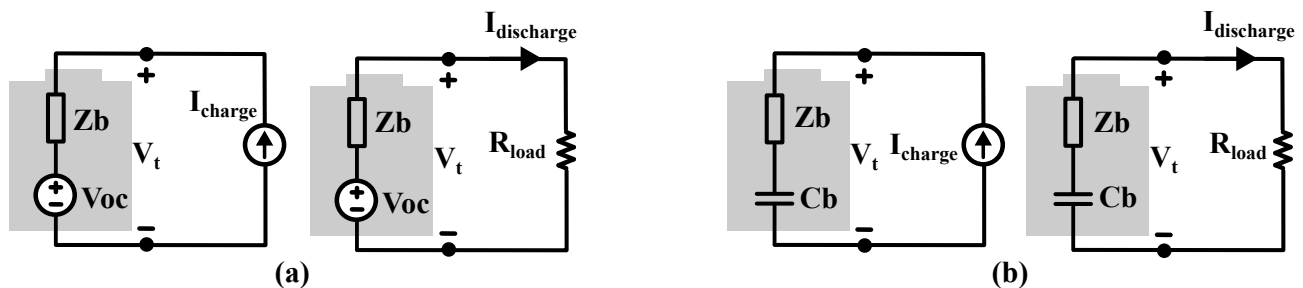 I_discharge
+
Zb
I_charge
V_t
+
−
Voc
−
+
Zb
R_load
V_t
+
−
Voc
−
(a)
I_discharge
+
Zb
V_t
I_charge
Cb
−
+
Zb
R_load
V_t
Cb
−
(b)